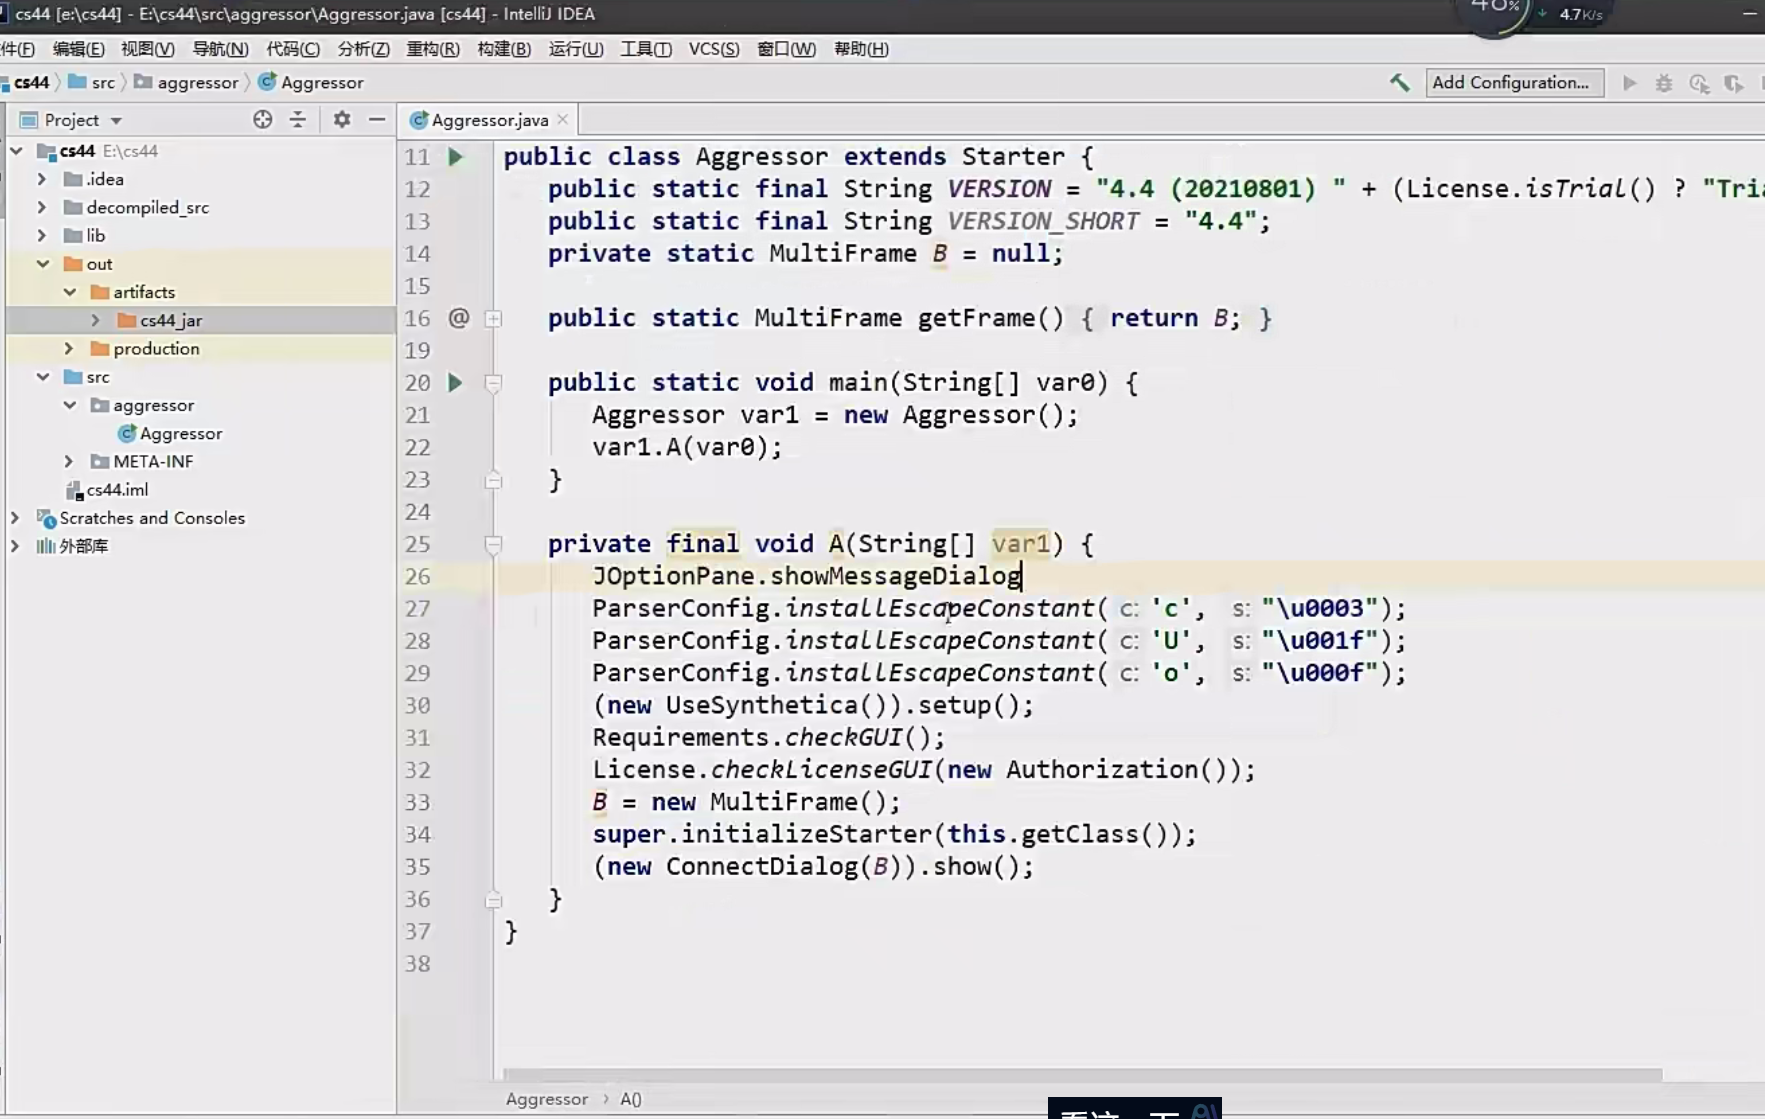 cs44 [e:\cs44] - E:\cs44\src\aggressor\Aggressor.java [cs44] - IntelliJ IDEA
4.7K/s
件(F) 编辑(E) 视图(V) 导航(N) 代码(C) 分析(Z) 重构(R) 构建(B) 运行(U) 工具(T) VCS(S) 窗口(W) 帮助(H)
cs44 src aggressor Aggressor
Add Configuration...
Project
Aggressor.java
cs44 E:\cs44
.idea
decompiled_src
lib
out
artifacts
cs44_jar
production
src
aggressor
Aggressor
META-INF
cs44.iml
Scratches and Consoles
外部库
11 public class Aggressor extends Starter {
12 public static final String VERSION = "4.4 (20210801) " + (License.isTrial() ? "Tria
13 public static final String VERSION_SHORT = "4.4";
14 private static MultiFrame B = null;
15
16 @ public static MultiFrame getFrame() { return B; }
19
20 public static void main(String[] var0) {
21 Aggressor var1 = new Aggressor();
22 var1.A(var0);
23 }
24
25 private final void A(String[] var1) {
26 JOptionPane.showMessageDialog
27 ParserConfig.installEscapeConstant( c: 'c', s: "\u0003");
28 ParserConfig.installEscapeConstant( c: 'U', s: "\u001f");
29 ParserConfig.installEscapeConstant( c: 'o', s: "\u000f");
30 (new UseSynthetica()).setup();
31 Requirements.checkGUI();
32 License.checkLicenseGUI(new Authorization());
33 B = new MultiFrame();
34 super.initializeStarter(this.getClass());
35 (new ConnectDialog(B)).show();
36 }
37 }
38
Aggressor A()